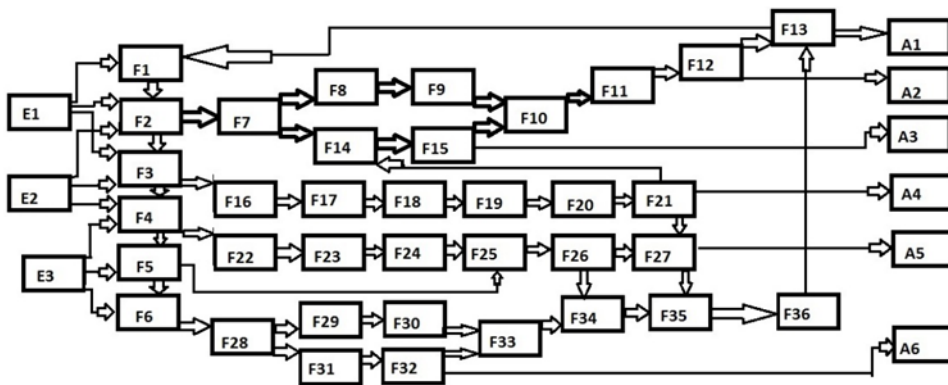 F13 A1
F1 F12
F8 F9 F11 A2
E1 F2 F7 F10
F14 F15 A3
F3
E2 F16 F17 F18 F19 F20 F21 A4
F4
F22 F23 F24 F25 F26 F27 A5
E3 F5
F6 F29 F30 F34 F35 F36
F28 F33
F31 F32 A6